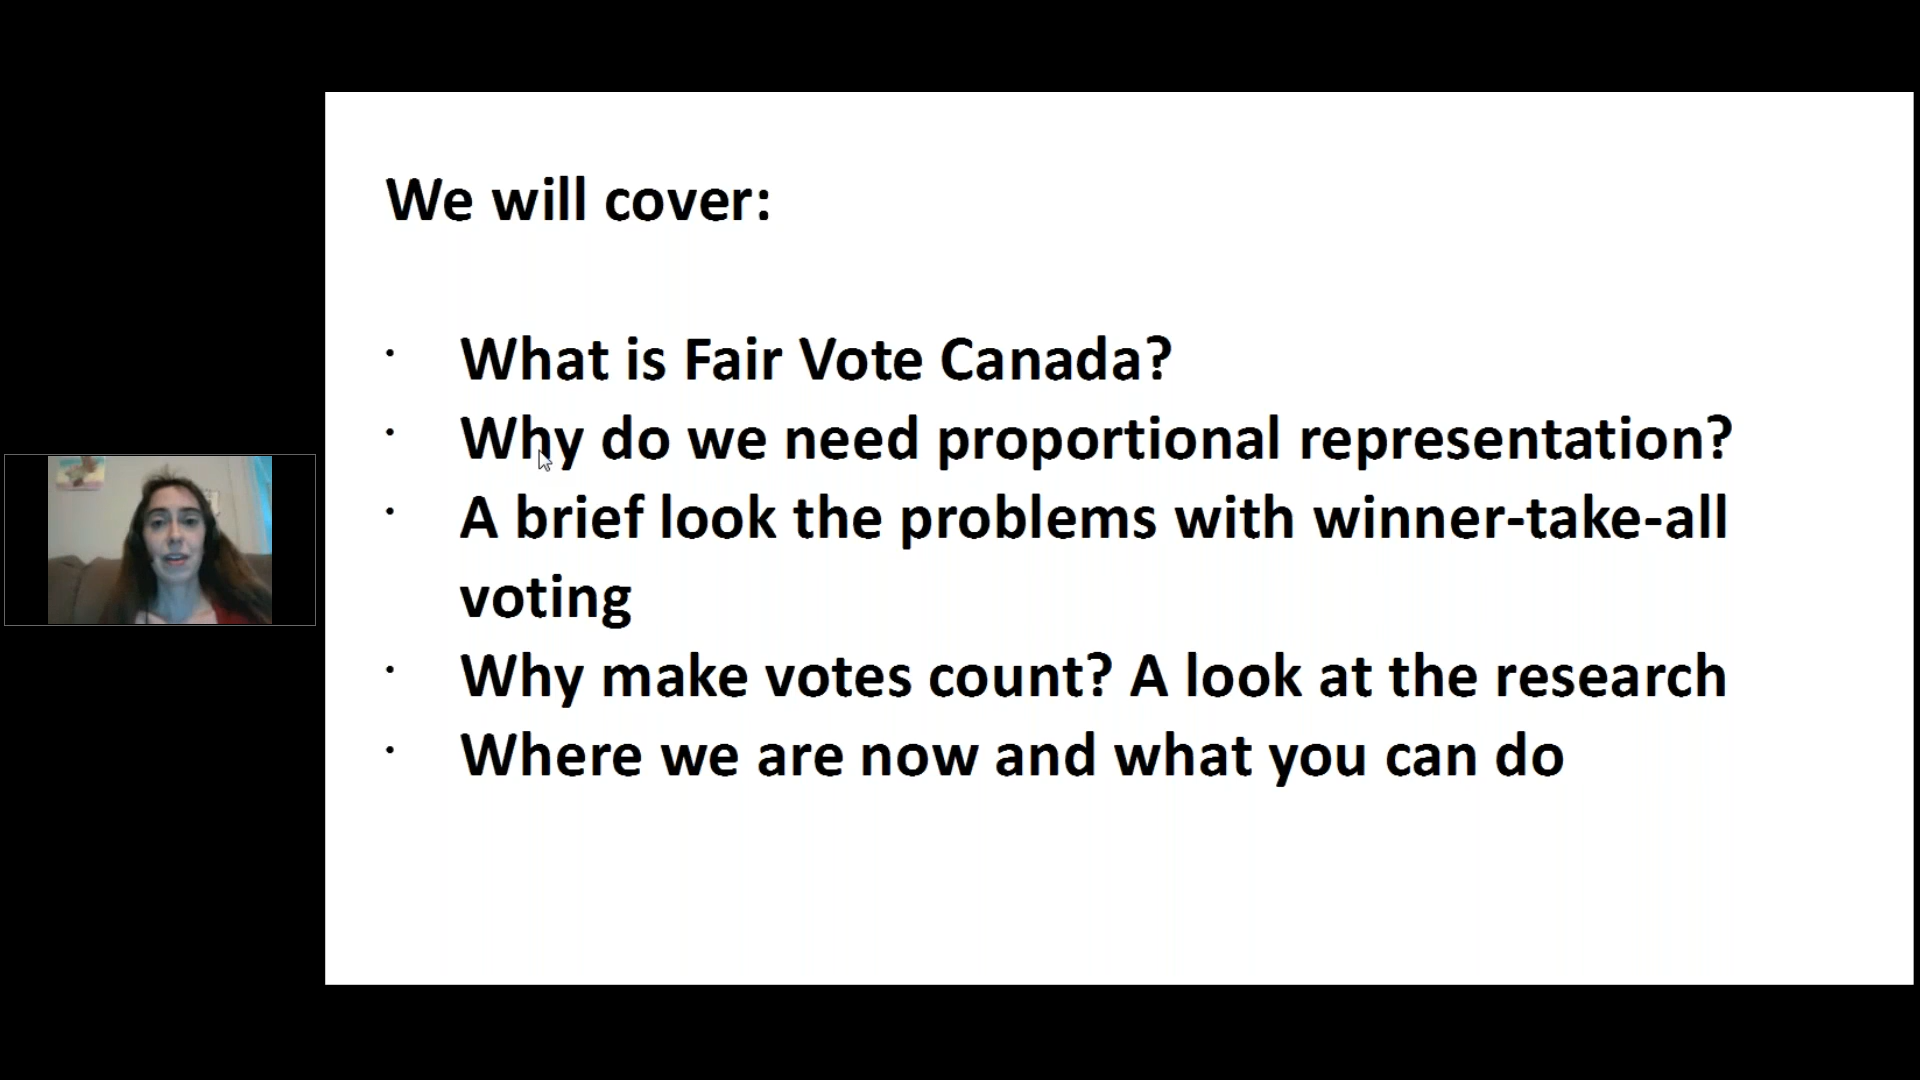 We will cover:
· What is Fair Vote Canada?
· Why do we need proportional representation?
· A brief look the problems with winner-take-all
voting
· Why make votes count? A look at the research
· Where we are now and what you can do